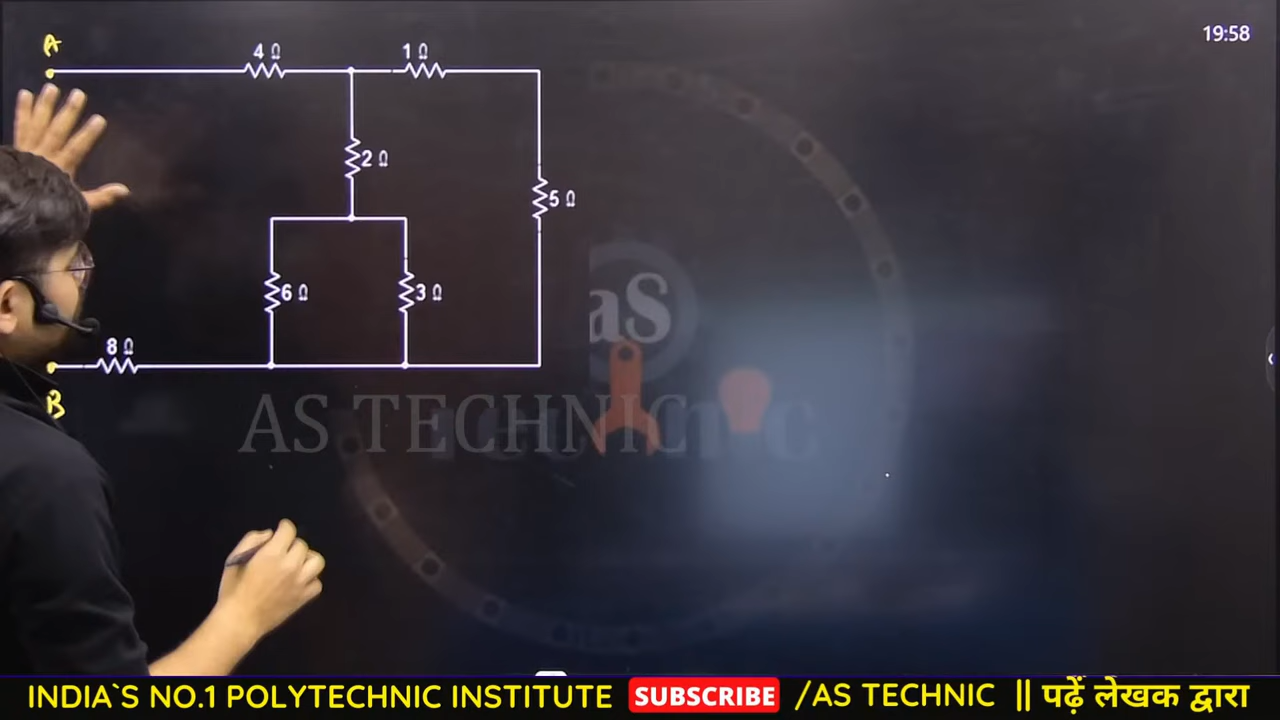 19:58
A
4 Ω
1 Ω
2 Ω
5 Ω
6 Ω
3 Ω
8 Ω
B
as
AS TECHNIC
INDIA`S NO.1 POLYTECHNIC INSTITUTE SUBSCRIBE /AS TECHNIC || पढ़ें लेखक द्वारा